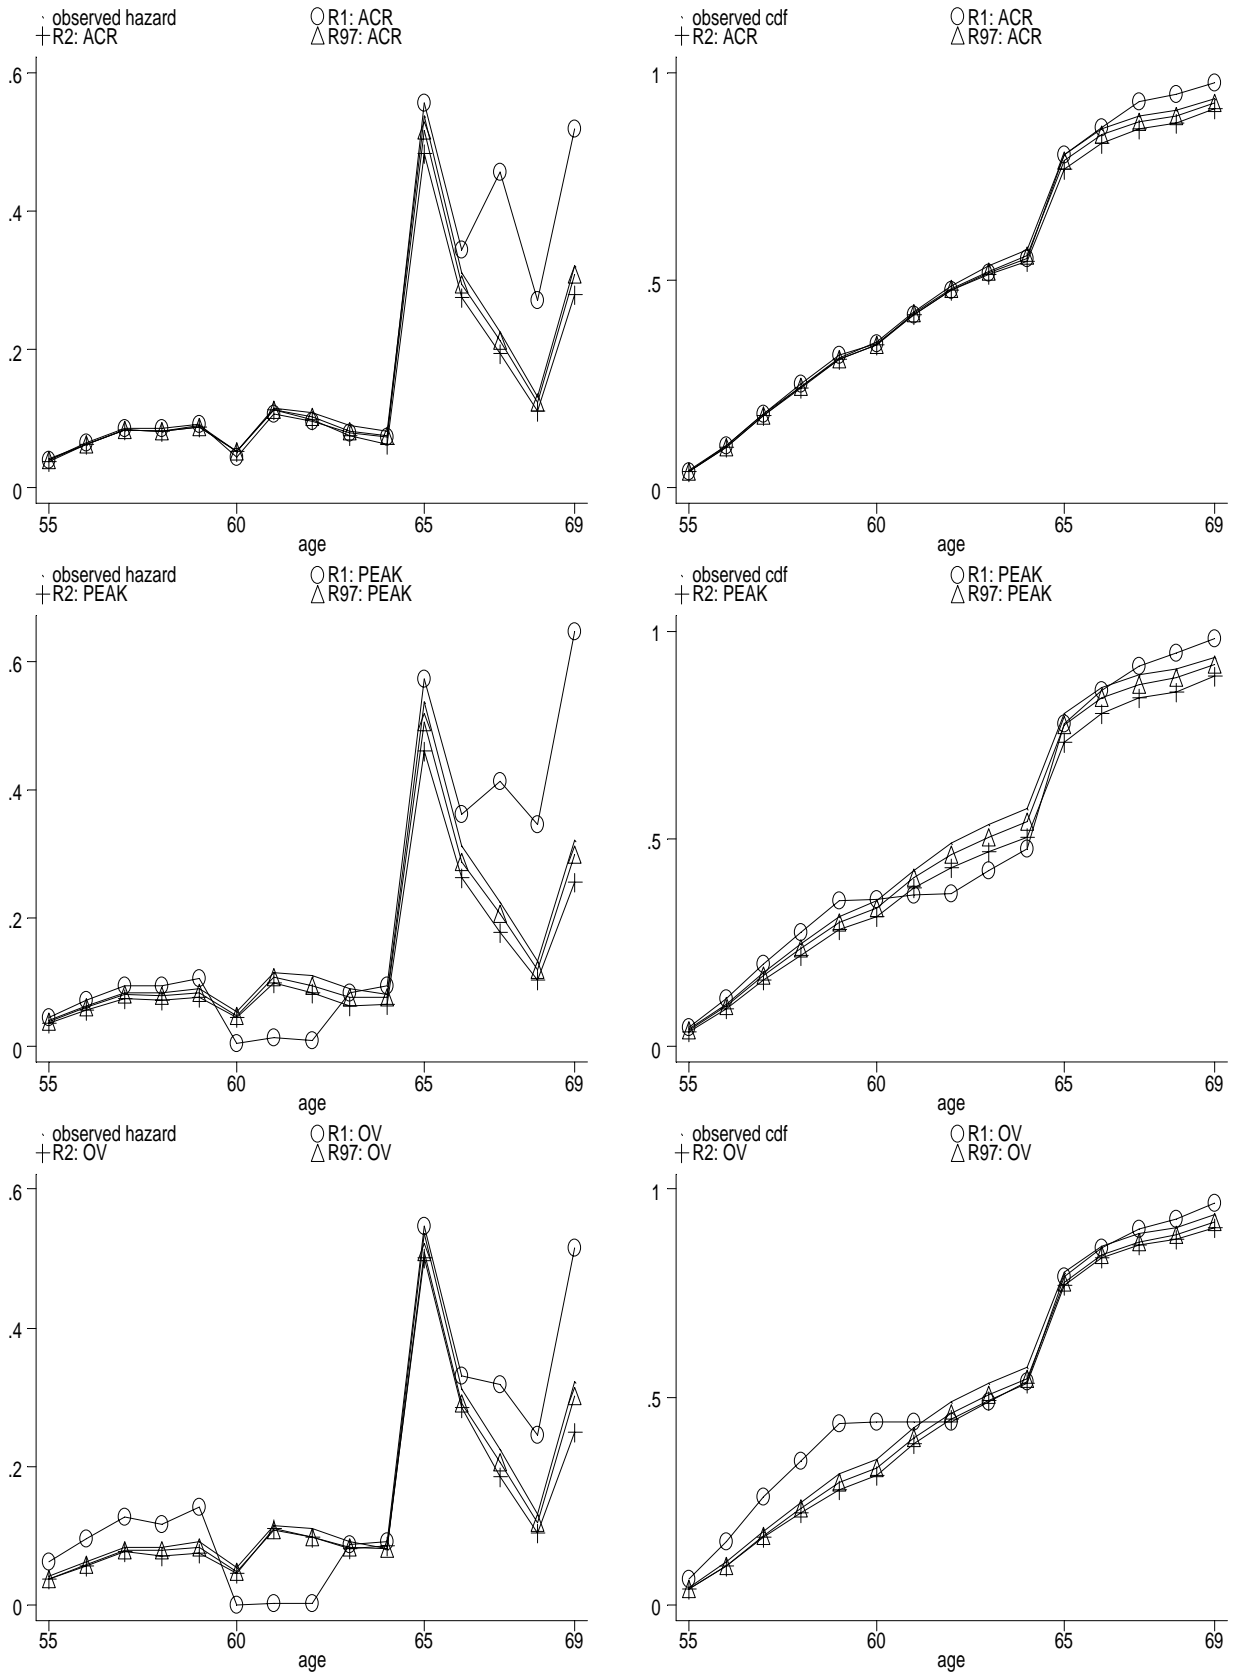 observed hazard R1: ACR
R2: ACR R97: ACR
.6
.4
.2
0
55 60 65 69
age
observed cdf R1: ACR
R2: ACR R97: ACR
1
.5
0
55 60 65 69
age
observed hazard R1: PEAK
R2: PEAK R97: PEAK
.6
.4
.2
0
55 60 65 69
age
observed cdf R1: PEAK
R2: PEAK R97: PEAK
1
.5
0
55 60 65 69
age
observed hazard R1: OV
R2: OV R97: OV
.6
.4
.2
0
55 60 65 69
age
observed cdf R1: OV
R2: OV R97: OV
1
.5
0
55 60 65 69
age